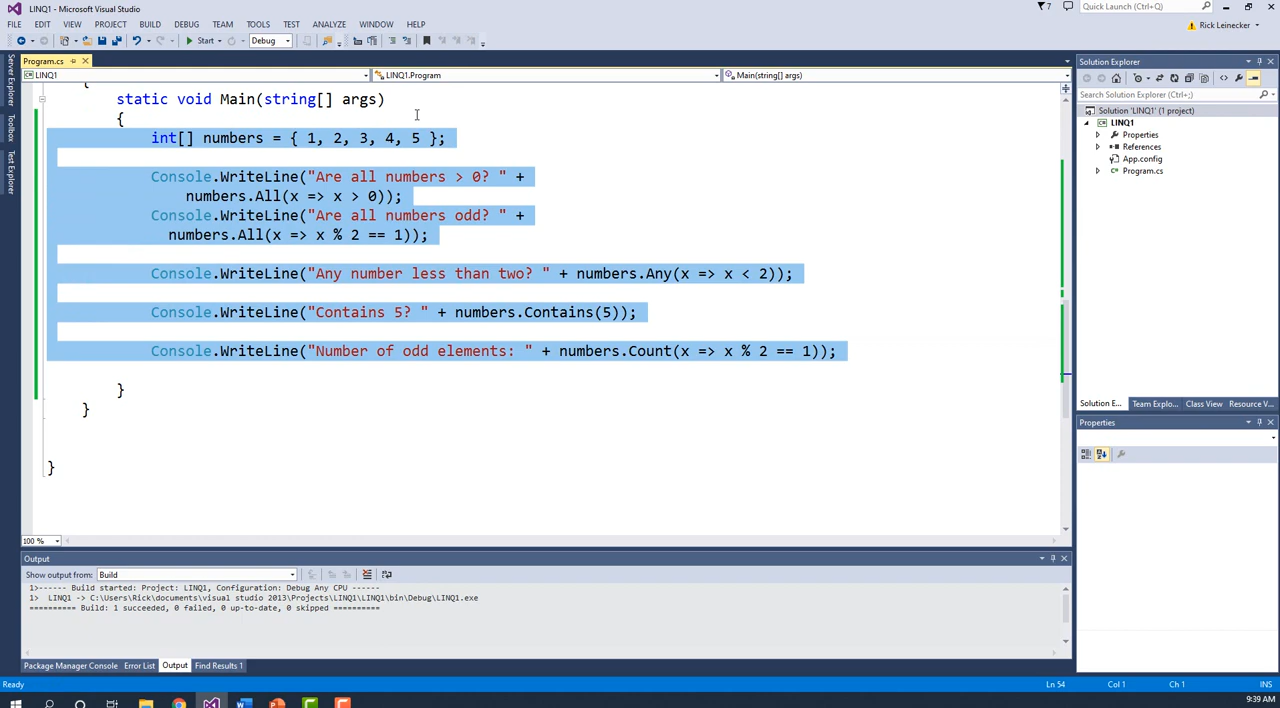 LINQ1 - Microsoft Visual Studio
7
Quick Launch (Ctrl+Q)
FILE EDIT VIEW PROJECT BUILD DEBUG TEAM TOOLS TEST ANALYZE WINDOW HELP
Rick Leinecker
Start Debug
Server Explorer
Toolbox
Test Explorer
Program.cs
LINQ1 LINQ1.Program Main(string[] args)
{
static void Main(string[] args)
{
int[] numbers = { 1, 2, 3, 4, 5 };
Console.WriteLine("Are all numbers > 0? " +
numbers.All(x => x > 0));
Console.WriteLine("Are all numbers odd? " +
numbers.All(x => x % 2 == 1));
Console.WriteLine("Any number less than two? " + numbers.Any(x => x < 2));
Console.WriteLine("Contains 5? " + numbers.Contains(5));
Console.WriteLine("Number of odd elements: " + numbers.Count(x => x % 2 == 1));
}
}
}
100 %
Solution Explorer
Search Solution Explorer (Ctrl+;)
Solution 'LINQ1' (1 project)
LINQ1
Properties
References
App.config
Program.cs
Solution E... Team Explo... Class View Resource V...
Properties
Output
Show output from: Build
1>------ Build started: Project: LINQ1, Configuration: Debug Any CPU ------
1> LINQ1 -> C:\Users\Rick\documents\visual studio 2013\Projects\LINQ1\LINQ1\bin\Debug\LINQ1.exe
========== Build: 1 succeeded, 0 failed, 0 up-to-date, 0 skipped ==========
Package Manager Console Error List Output Find Results 1
Ready Ln 54 Col 1 Ch 1 INS
9:39 AM